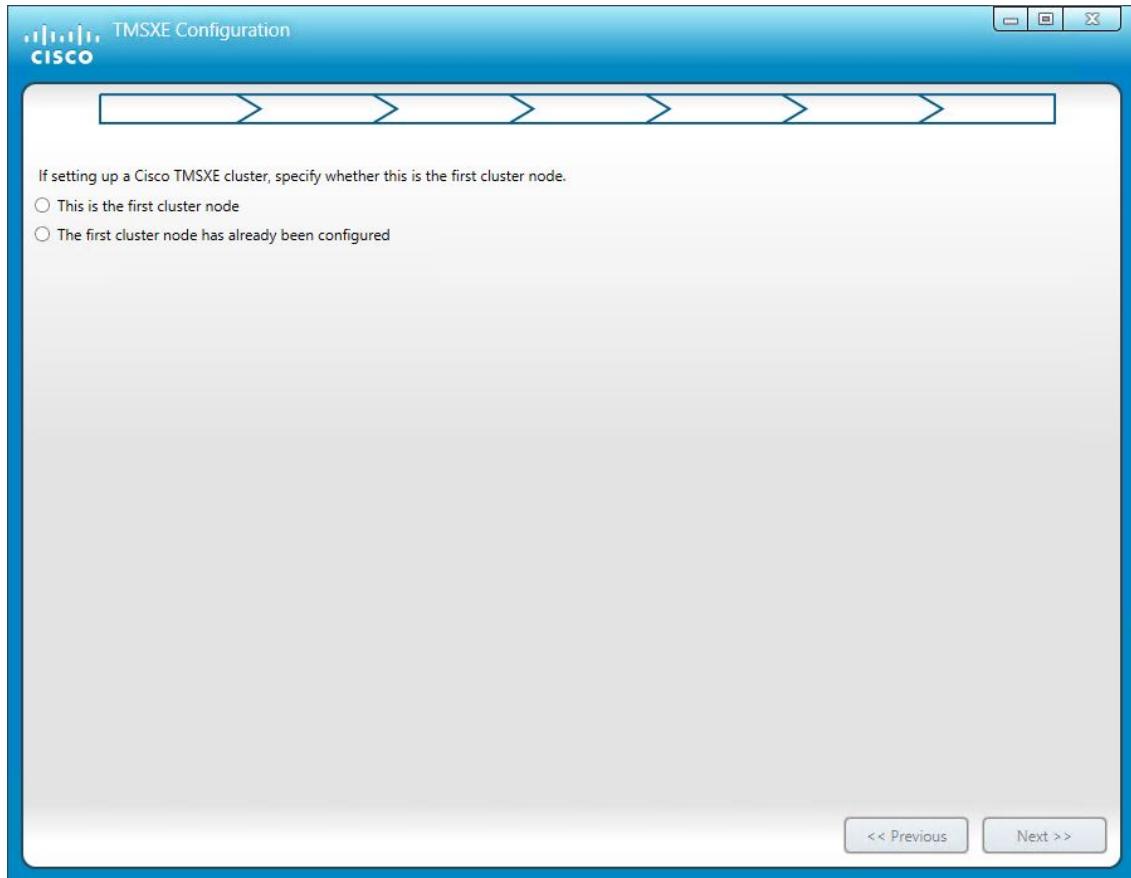 TMSXE Configuration
CISCO
If setting up a Cisco TMSXE cluster, specify whether this is the first cluster node.
This is the first cluster node
The first cluster node has already been configured
<< Previous
Next >>